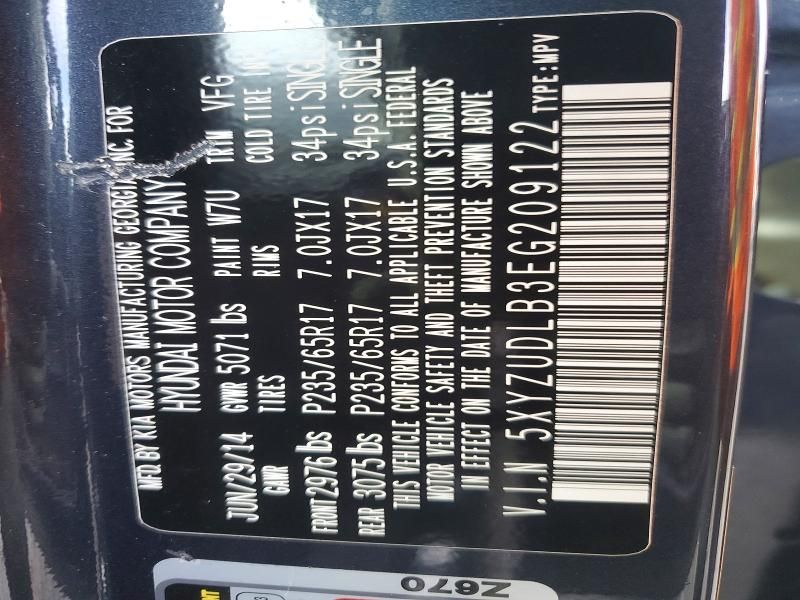 MFD BY KIA MOTORS MANUFACTURING GEORGIA, INC. FOR
HYUNDAI MOTOR COMPANY
JUN/29/14 GVWR 5071 lbs PAINT W7U TRIM VFG
GAWR TIRES RIMS COLD TIRE IN
FRONT 2976 lbs P235/65R17 7.0JX17 34psi SINGLE
REAR 3075 lbs P235/65R17 7.0JX17 34psi SINGLE
THIS VEHICLE CONFORMS TO ALL APPLICABLE U.S.A. FEDERAL
MOTOR VEHICLE SAFETY AND THEFT PREVENTION STANDARDS
IN EFFECT ON THE DATE OF MANUFACTURE SHOWN ABOVE
V.I.N 5XYZUDLB3EG209122 TYPE:MPV
Z670